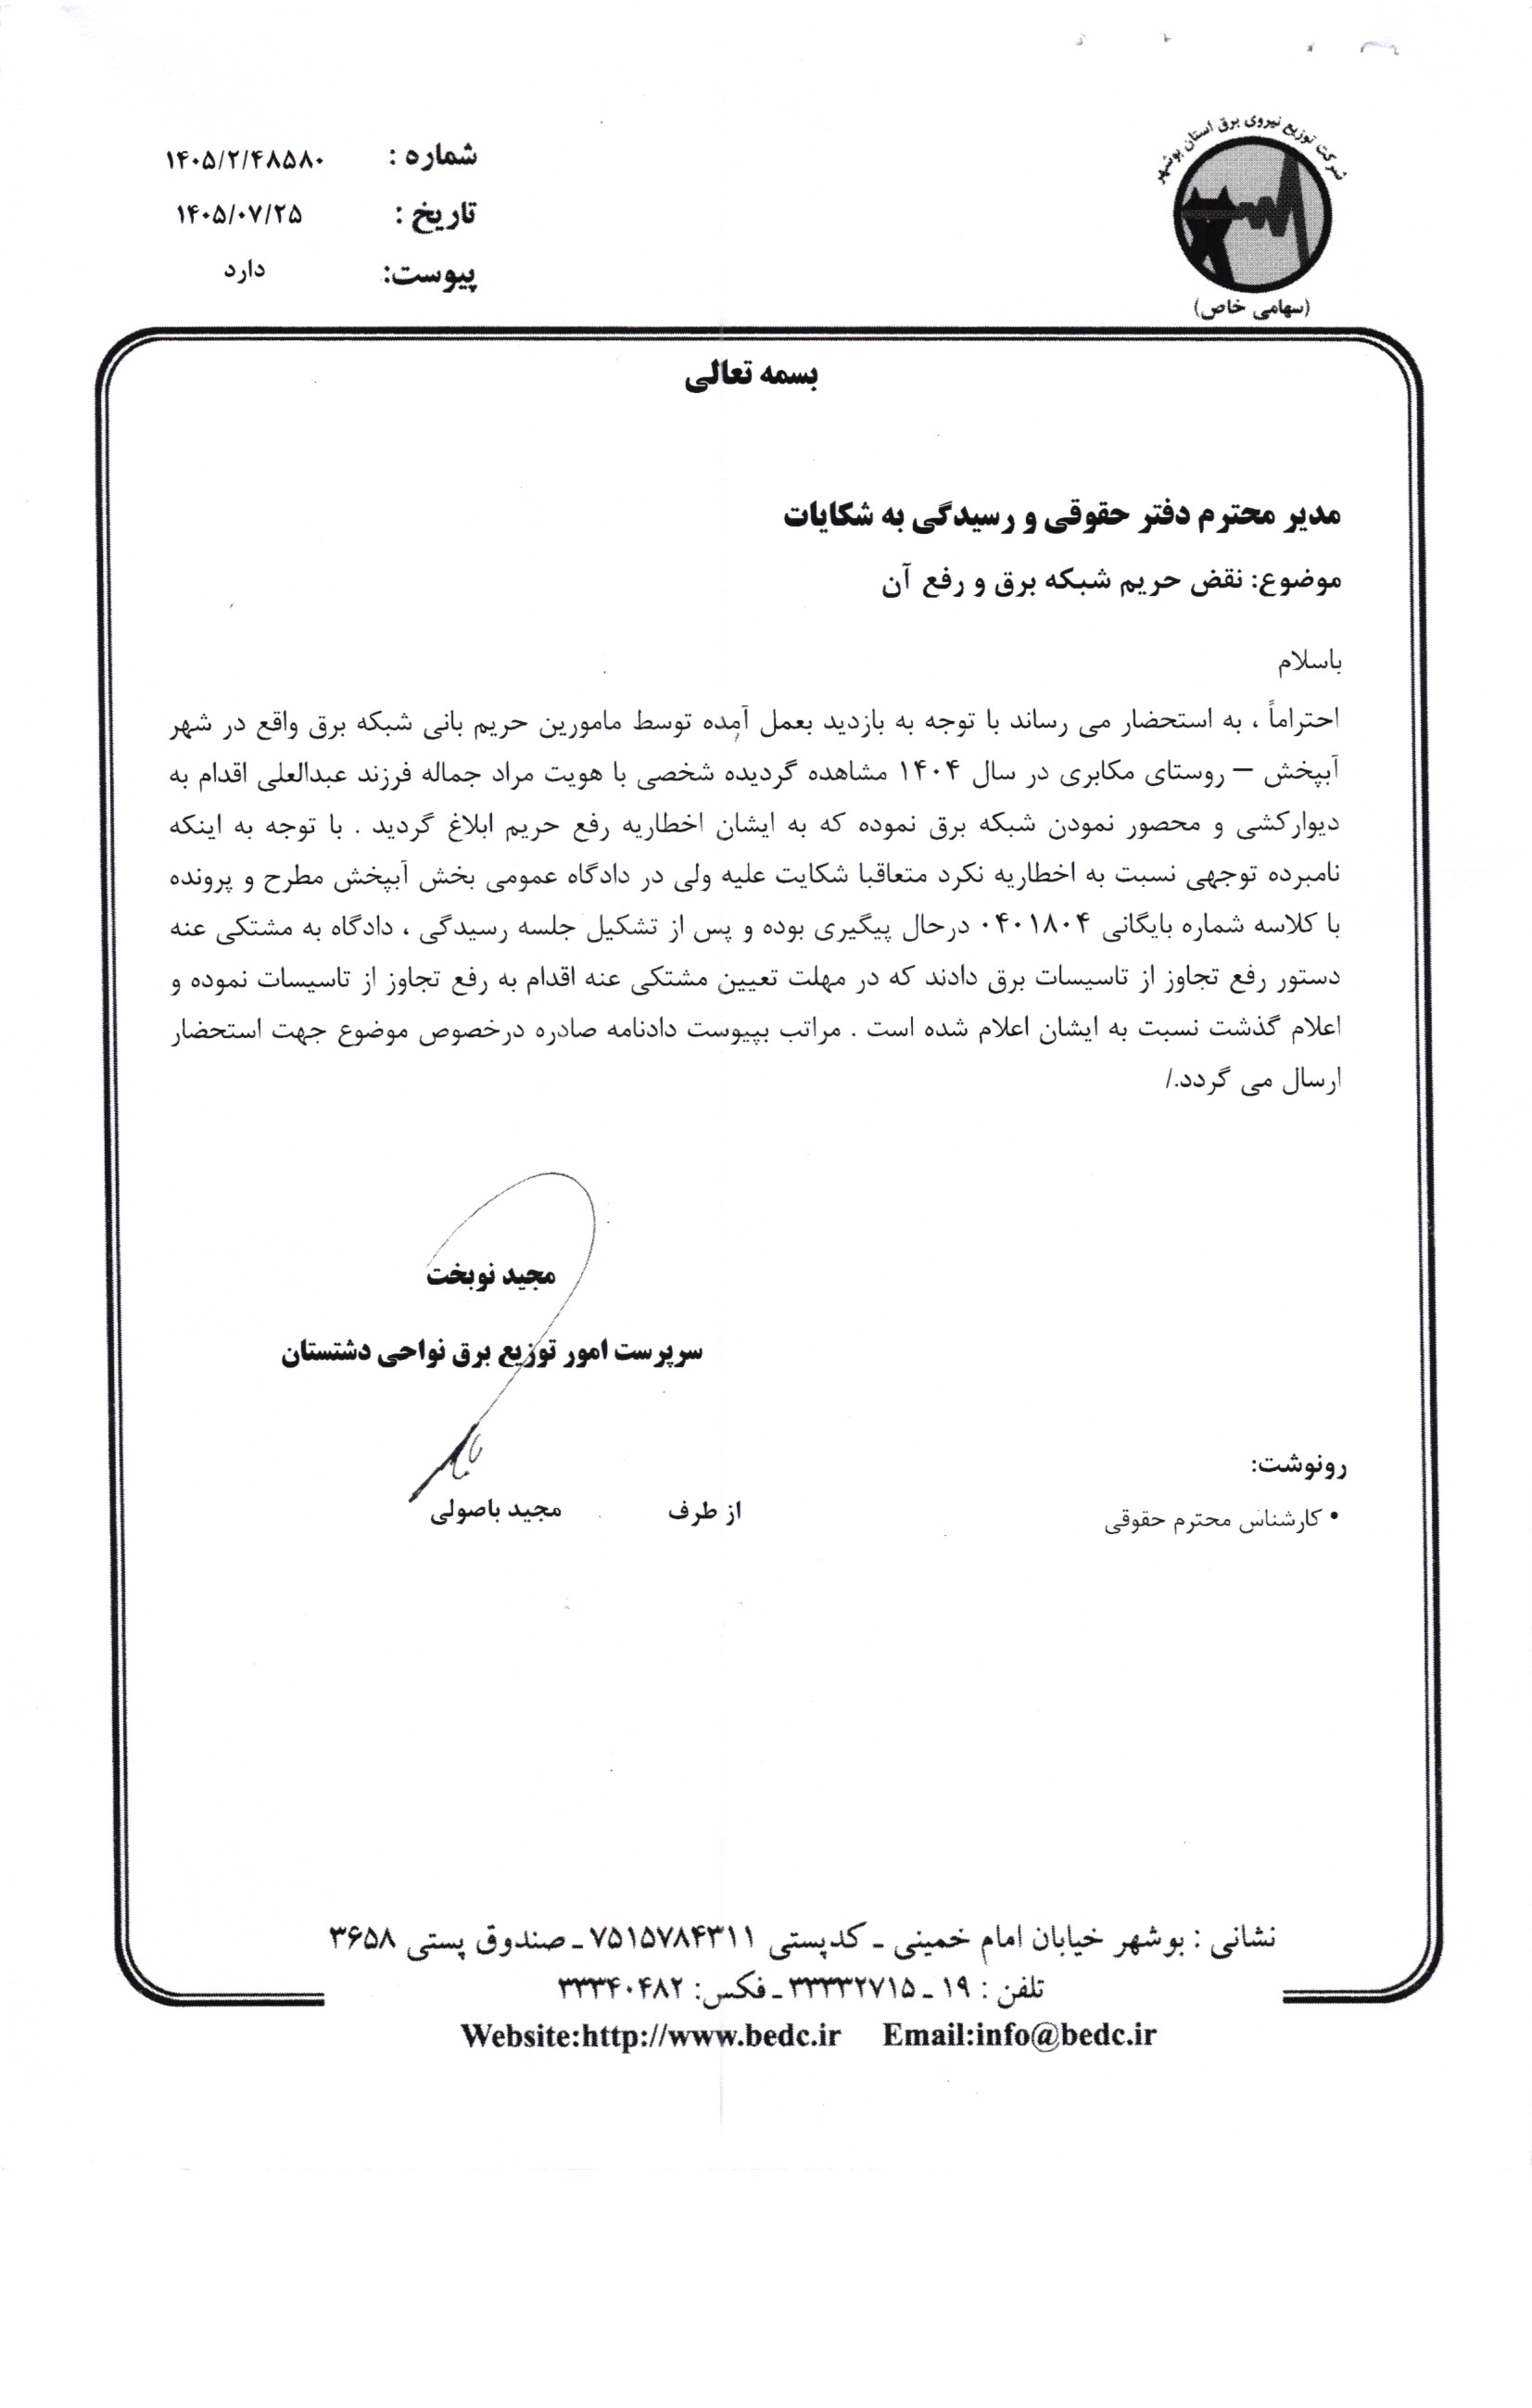 شرکت توزیع نیروی برق استان بوشهر
(سهامی خاص)
شماره : ۱۴۰۵/۲/۴۸۵۸۰
تاریخ : ۱۴۰۵/۰۷/۲۵
پیوست: دارد
بسمه تعالی
مدیر محترم دفتر حقوقی و رسیدگی به شکایات
موضوع: نقض حریم شبکه برق و رفع آن
باسلام
احتراماً ، به استحضار می رساند با توجه به بازدید بعمل آمده توسط مامورین حریم بانی شبکه برق واقع در شهر
آبپخش – روستای مکابری در سال ۱۴۰۴ مشاهده گردیده شخصی با هویت مراد جماله فرزند عبدالعلی اقدام به
دیوارکشی و محصور نمودن شبکه برق نموده که به ایشان اخطاریه رفع حریم ابلاغ گردید . با توجه به اینکه
نامبرده توجهی نسبت به اخطاریه نکرد متعاقبا شکایت علیه ولی در دادگاه عمومی بخش آبپخش مطرح و پرونده
با کلاسه شماره بایگانی ۰۴۰۱۸۰۴ درحال پیگیری بوده و پس از تشکیل جلسه رسیدگی ، دادگاه به مشتکی عنه
دستور رفع تجاوز از تاسیسات برق دادند که در مهلت تعیین مشتکی عنه اقدام به رفع تجاوز از تاسیسات نموده و
اعلام گذشت نسبت به ایشان اعلام شده است . مراتب بپیوست دادنامه صادره درخصوص موضوع جهت استحضار
ارسال می گردد./
مجید نوبخت
سرپرست امور توزیع برق نواحی دشتستان
از طرف مجید باصولی
رونوشت:
• کارشناس محترم حقوقی
نشانی : بوشهر خیابان امام خمینی ـ کدپستی ۷۵۱۵۷۸۴۳۱۱ ـ صندوق پستی ۳۶۵۸
تلفن : ۱۹ ـ ۳۳۳۳۲۷۱۵ ـ فکس: ۳۳۳۴۰۴۸۲
Website:http://www.bedc.ir Email:info@bedc.ir